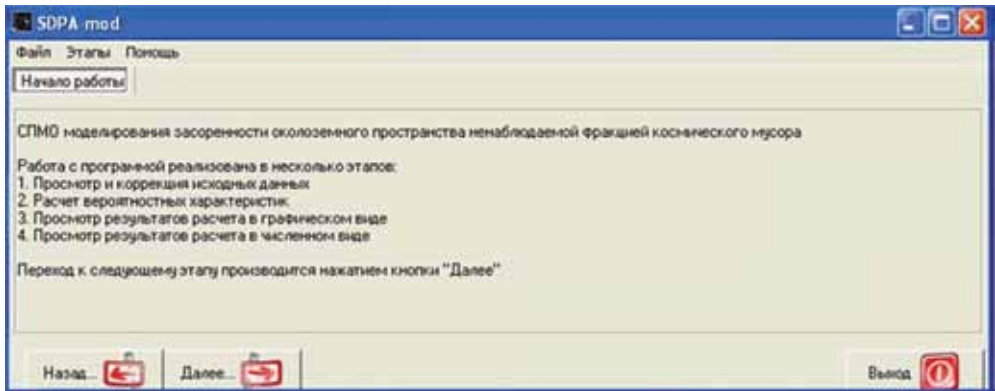 SDPA mod
Файл Этапы Помощь
Начало работы
СПМО моделирования засоренности околоземного пространства ненаблюдаемой фракцией космического мусора
Работа с программой реализована в несколько этапов:
1. Просмотр и коррекция исходных данных
2. Расчет вероятностных характеристик
3. Просмотр результатов расчета в графическом виде
4. Просмотр результатов расчета в численном виде
Переход к следующему этапу производится нажатием кнопки "Далее"
Назад... Далее... Выход